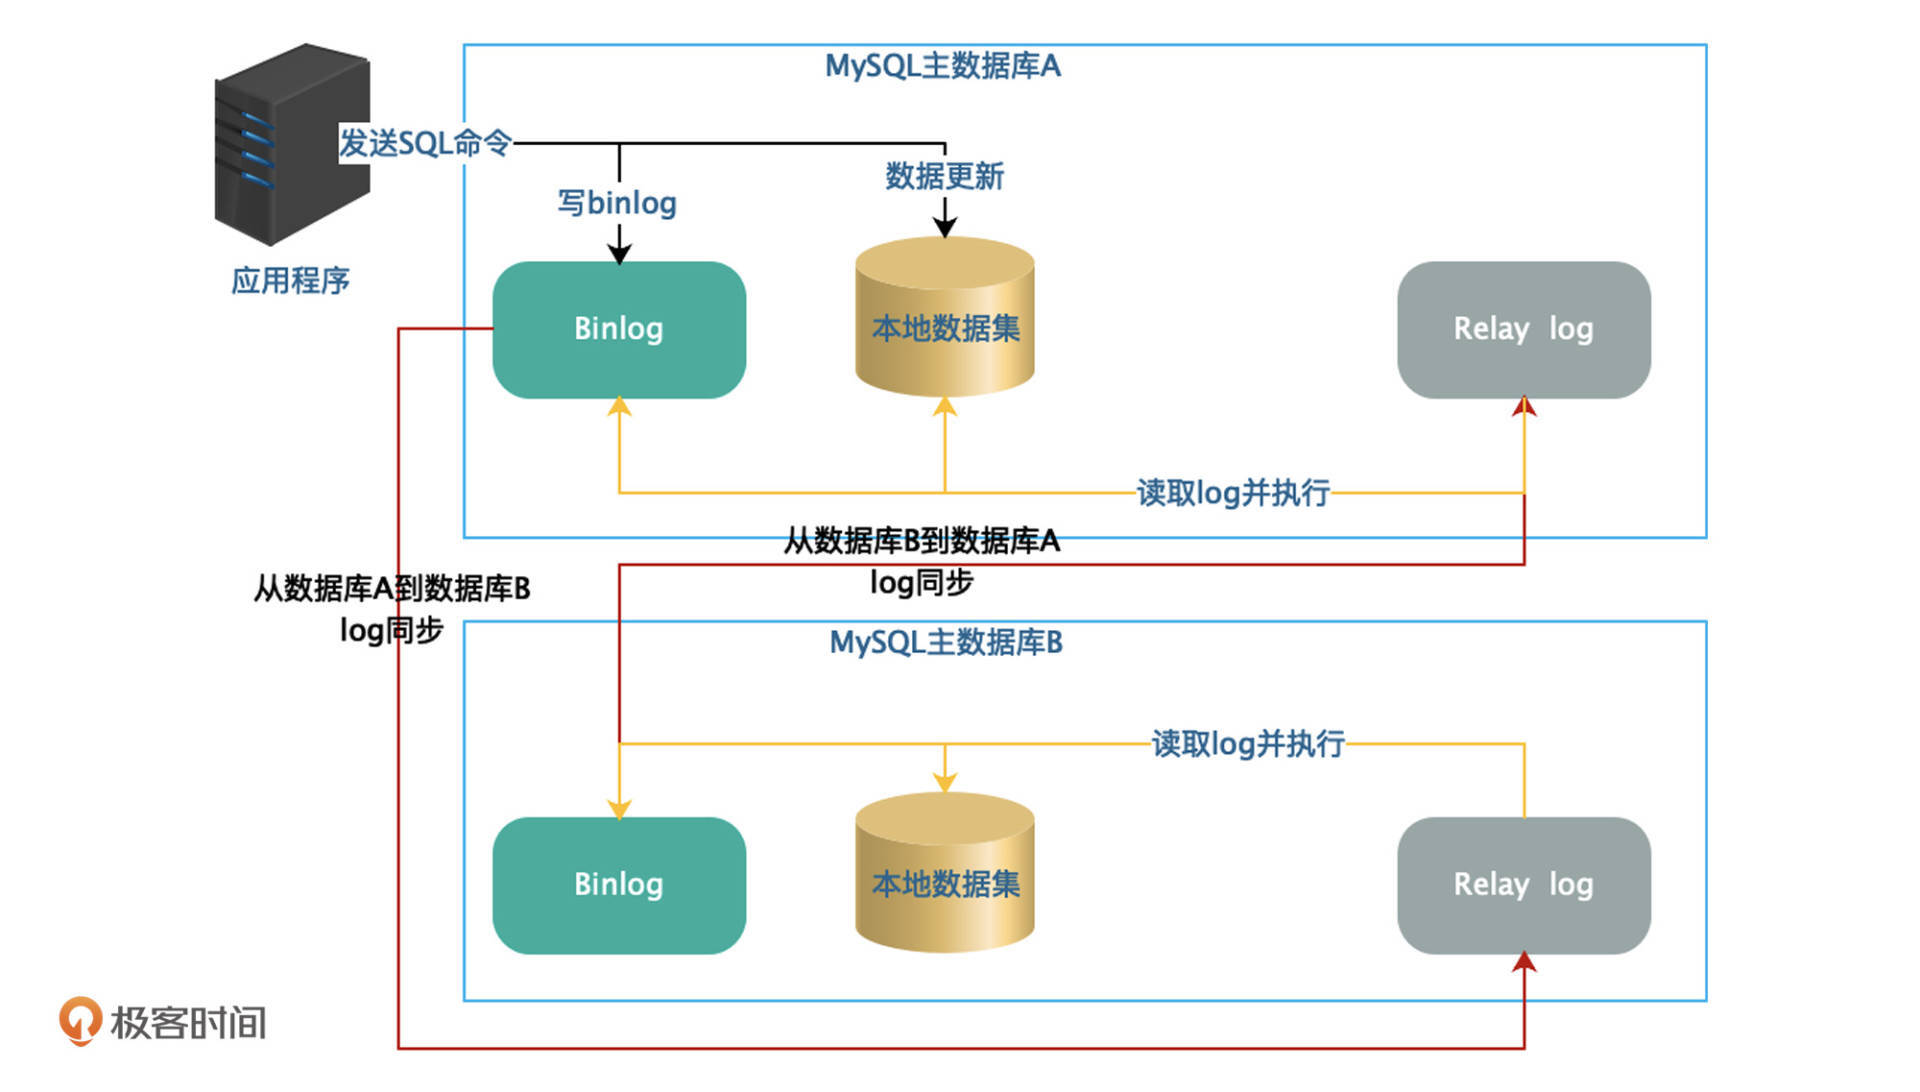 MySQL主数据库A
发送SQL命令
数据更新
写binlog
应用程序
Binlog
本地数据集
Relay log
读取log并执行
从数据库B到数据库A
log同步
从数据库A到数据库B
log同步
MySQL主数据库B
读取log并执行
Binlog
本地数据集
Relay log
极客时间